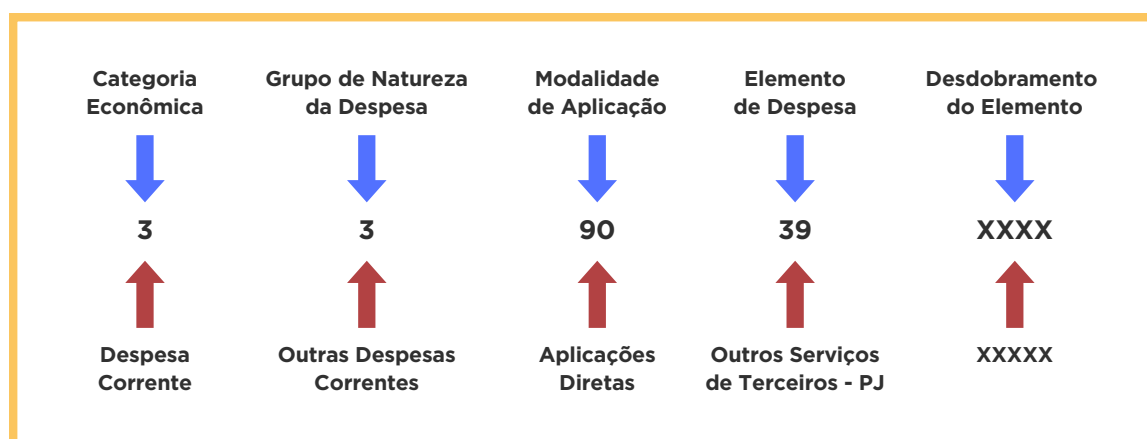 Categoria
Econômica
Grupo de Natureza
da Despesa
Modalidade
de Aplicação
Elemento
de Despesa
Desdobramento
do Elemento
3
3
90
39
XXXX
Despesa
Corrente
Outras Despesas
Correntes
Aplicações
Diretas
Outros Serviços
de Terceiros - PJ
XXXXX